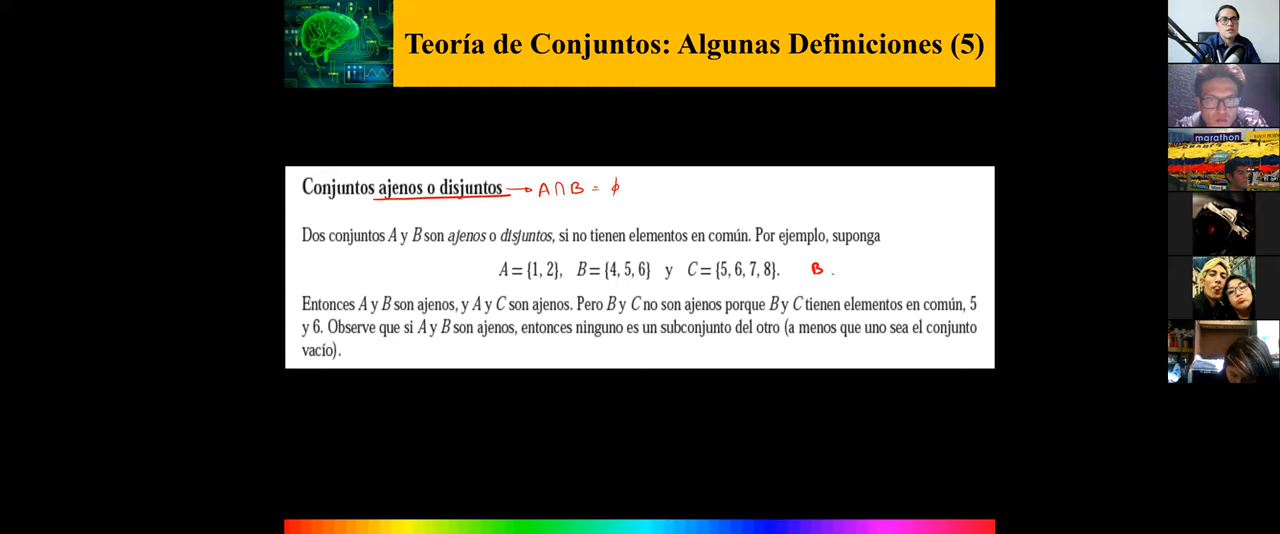 Teoría de Conjuntos: Algunas Definiciones (5)
Conjuntos ajenos o disjuntos → A ∩ B = ϕ
Dos conjuntos A y B son ajenos o disjuntos, si no tienen elementos en común. Por ejemplo, suponga
A = {1, 2}, B = {4, 5, 6} y C = {5, 6, 7, 8}. B .
Entonces A y B son ajenos, y A y C son ajenos. Pero B y C no son ajenos porque B y C tienen elementos en común, 5
y 6. Observe que si A y B son ajenos, entonces ninguno es un subconjunto del otro (a menos que uno sea el conjunto
vacío).
marathon